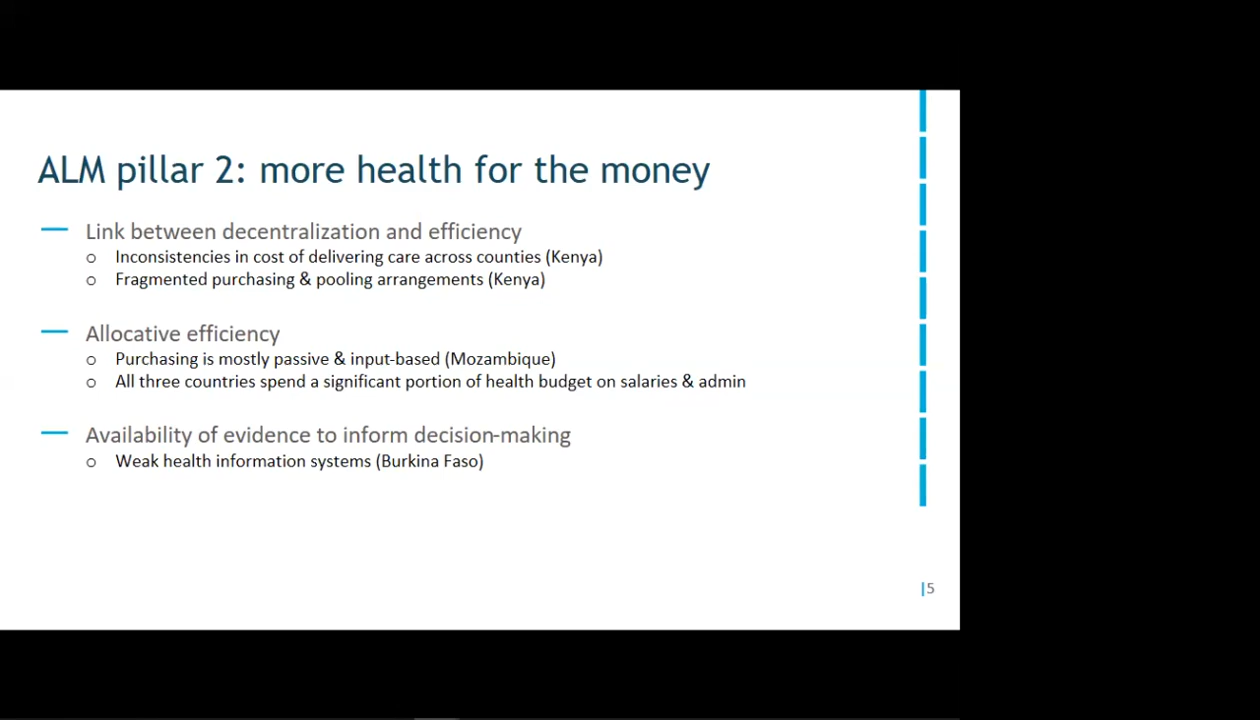 ALM pillar 2: more health for the money
— Link between decentralization and efficiency
o Inconsistencies in cost of delivering care across counties (Kenya)
o Fragmented purchasing & pooling arrangements (Kenya)
— Allocative efficiency
o Purchasing is mostly passive & input-based (Mozambique)
o All three countries spend a significant portion of health budget on salaries & admin
— Availability of evidence to inform decision-making
o Weak health information systems (Burkina Faso)
|5